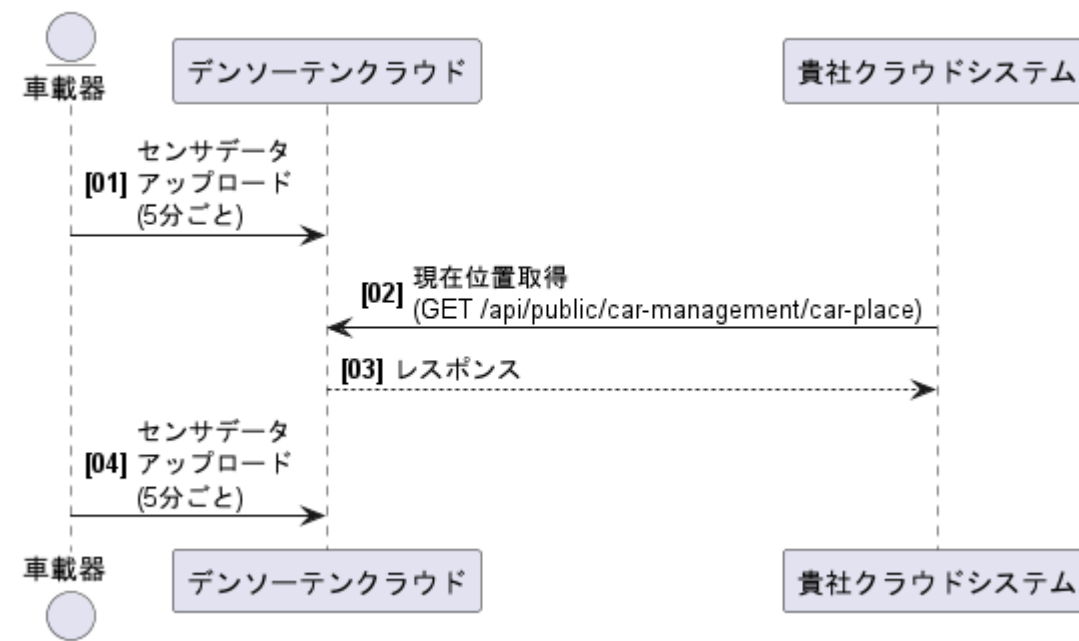 車載器
デンソーテンクラウド
貴社クラウドシステム
センサデータ
[01] アップロード
(5分ごと)
現在位置取得
[02]
(GET /api/public/car-management/car-place)
[03] レスポンス
センサデータ
[04] アップロード
(5分ごと)
車載器
デンソーテンクラウド
貴社クラウドシステム